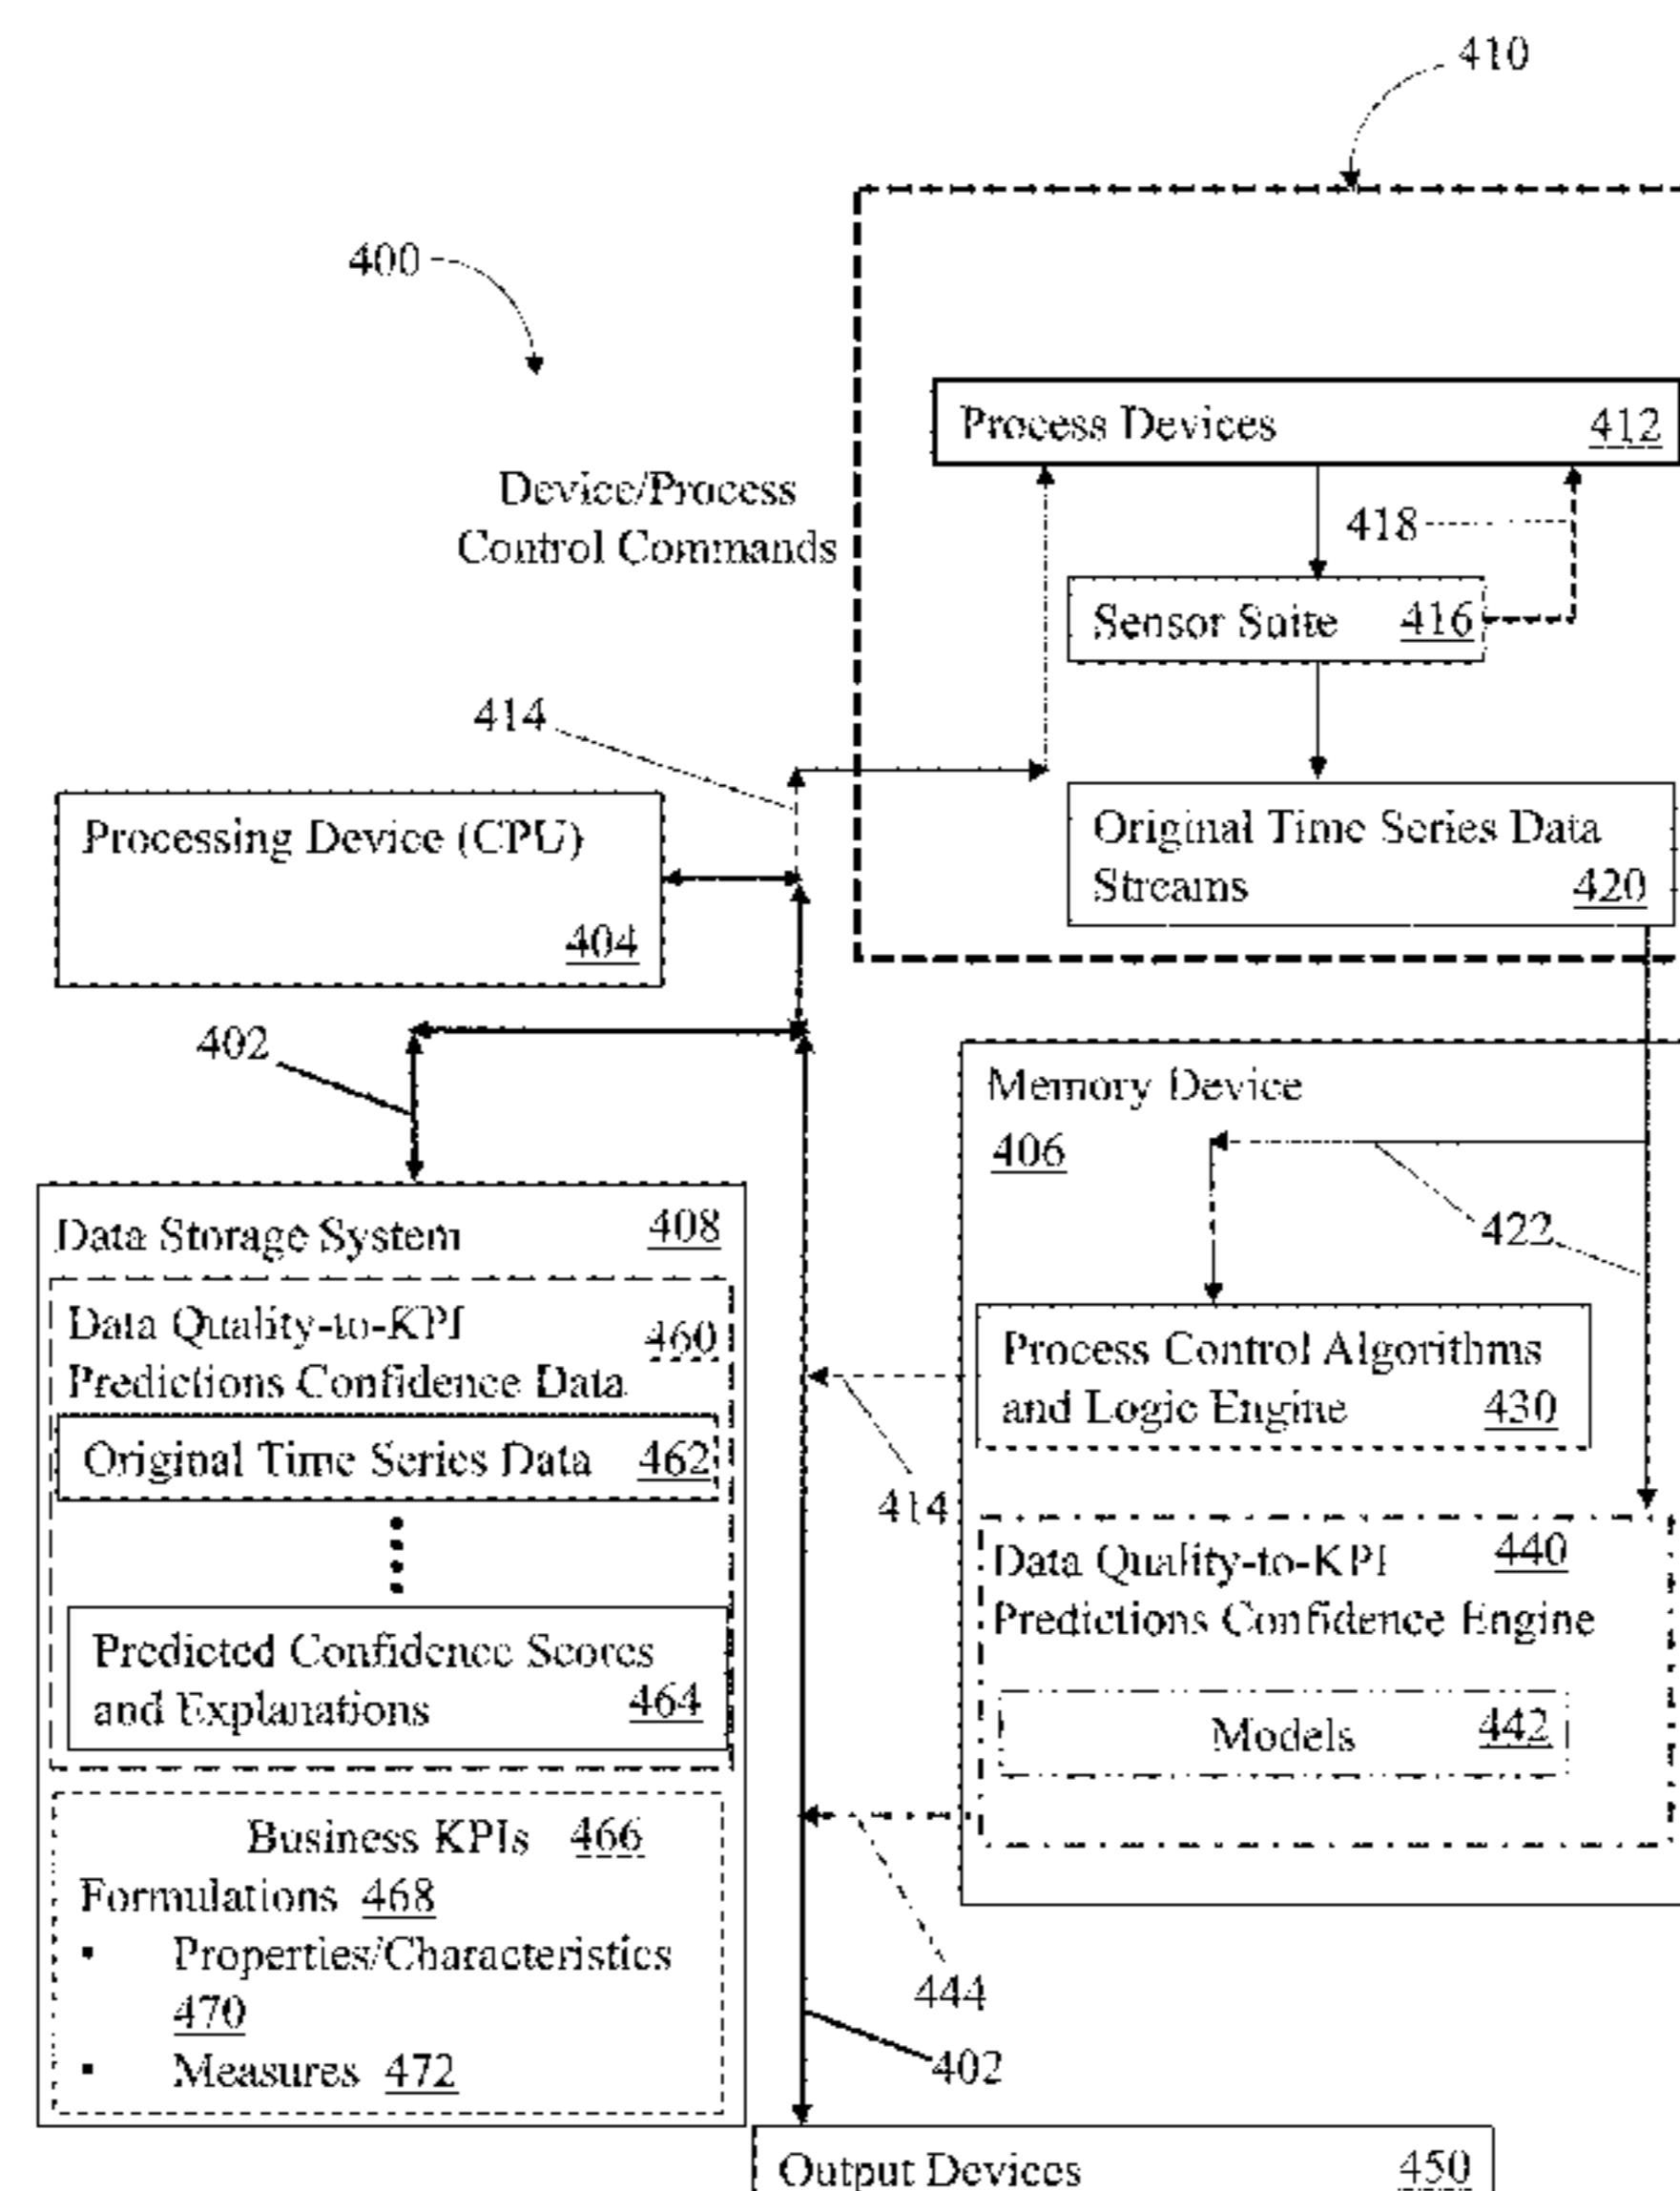 410
400
Process Devices 412
Device/Process
Control Commands
418
Sensor Suite 416
414
Processing Device (CPU)
404
Original Time Series Data
Streams 420
402
Memory Device
406
422
Data Storage System 408
Data Quality-to-KPI 460
Predictions Confidence Data
Process Control Algorithms
and Logic Engine 430
Original Time Series Data 462
414
Data Quality-to-KPI 440
Predictions Confidence Engine
Predicted Confidence Scores
and Explanations 464
Models 442
Business KPIs 466
Formulations 468
• Properties/Characteristics
470
• Measures 472
444
402
Output Devices 450